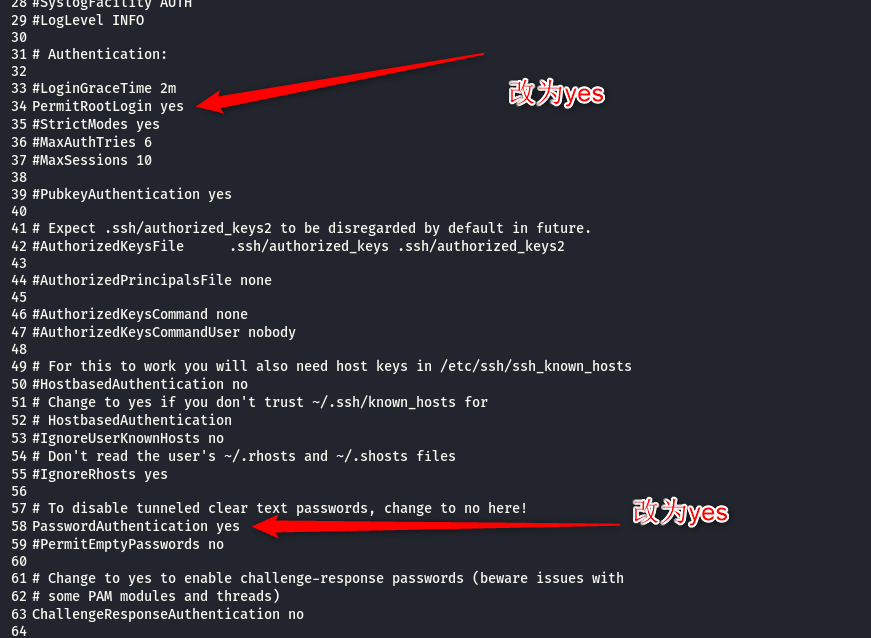 28 #SyslogFacility AUTH
29 #LogLevel INFO
30
31 # Authentication:
32
33 #LoginGraceTime 2m
34 PermitRootLogin yes
改为yes
35 #StrictModes yes
36 #MaxAuthTries 6
37 #MaxSessions 10
38
39 #PubkeyAuthentication yes
40
41 # Expect .ssh/authorized_keys2 to be disregarded by default in future.
42 #AuthorizedKeysFile     .ssh/authorized_keys .ssh/authorized_keys2
43
44 #AuthorizedPrincipalsFile none
45
46 #AuthorizedKeysCommand none
47 #AuthorizedKeysCommandUser nobody
48
49 # For this to work you will also need host keys in /etc/ssh/ssh_known_hosts
50 #HostbasedAuthentication no
51 # Change to yes if you don't trust ~/.ssh/known_hosts for
52 # HostbasedAuthentication
53 #IgnoreUserKnownHosts no
54 # Don't read the user's ~/.rhosts and ~/.shosts files
55 #IgnoreRhosts yes
56
57 # To disable tunneled clear text passwords, change to no here!
58 PasswordAuthentication yes
改为yes
59 #PermitEmptyPasswords no
60
61 # Change to yes to enable challenge-response passwords (beware issues with
62 # some PAM modules and threads)
63 ChallengeResponseAuthentication no
64